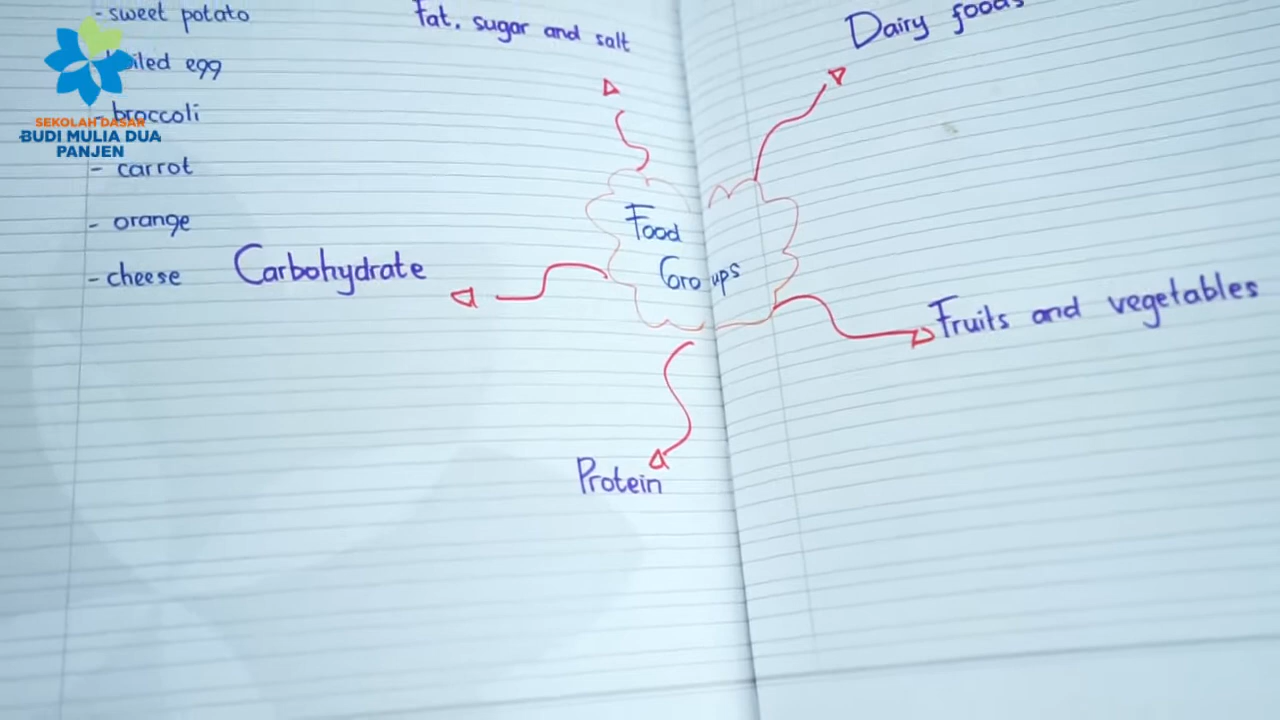 - sweet potato
boiled egg
- broccoli
- carrot
- orange
- cheese
SEKOLAH DASAR
BUDI MULIA DUA
PANJEN
Fat, sugar and salt
Dairy foods
Food
Groups
Carbohydrate
Fruits and vegetables
Protein